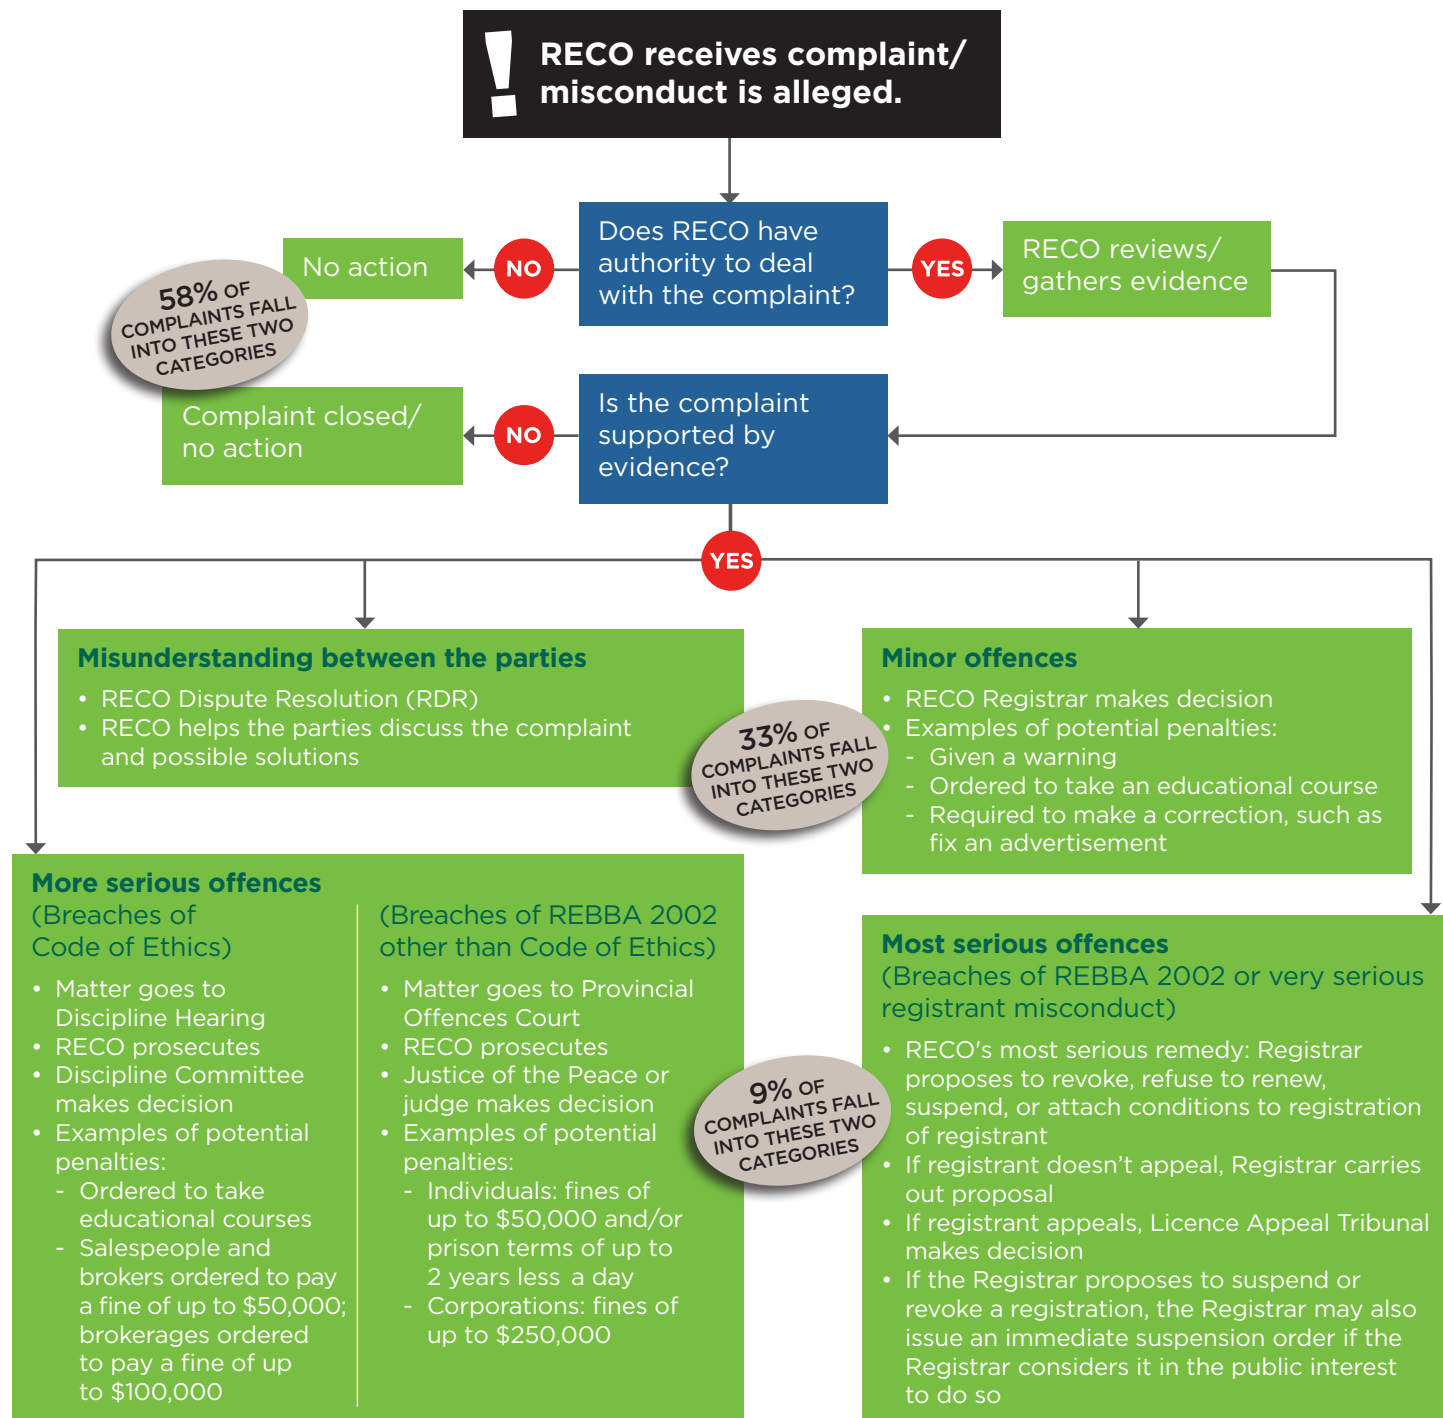 !
RECO receives complaint/
misconduct is alleged.
Does RECO have
authority to deal
with the complaint?
NO
No action
YES
RECO reviews/
gathers evidence
58% OF
COMPLAINTS FALL
INTO THESE TWO
CATEGORIES
Is the complaint
supported by
evidence?
NO
Complaint closed/
no action
YES
Misunderstanding between the parties
• RECO Dispute Resolution (RDR)
• RECO helps the parties discuss the complaint
and possible solutions
33% OF
COMPLAINTS FALL
INTO THESE TWO
CATEGORIES
Minor offences
• RECO Registrar makes decision
• Examples of potential penalties:
- Given a warning
- Ordered to take an educational course
- Required to make a correction, such as
fix an advertisement
More serious offences
(Breaches of
Code of Ethics)
• Matter goes to
Discipline Hearing
• RECO prosecutes
• Discipline Committee
makes decision
• Examples of potential
penalties:
- Ordered to take
educational courses
- Salespeople and
brokers ordered to pay
a fine of up to $50,000;
brokerages ordered
to pay a fine of up
to $100,000
(Breaches of REBBA 2002
other than Code of Ethics)
• Matter goes to Provincial
Offences Court
• RECO prosecutes
• Justice of the Peace or
judge makes decision
• Examples of potential
penalties:
- Individuals: fines of
up to $50,000 and/or
prison terms of up to
2 years less a day
- Corporations: fines of
up to $250,000
9% OF
COMPLAINTS FALL
INTO THESE TWO
CATEGORIES
Most serious offences
(Breaches of REBBA 2002 or very serious
registrant misconduct)
• RECO's most serious remedy: Registrar
proposes to revoke, refuse to renew,
suspend, or attach conditions to registration
of registrant
• If registrant doesn’t appeal, Registrar carries
out proposal
• If registrant appeals, Licence Appeal Tribunal
makes decision
• If the Registrar proposes to suspend or
revoke a registration, the Registrar may also
issue an immediate suspension order if the
Registrar considers it in the public interest
to do so